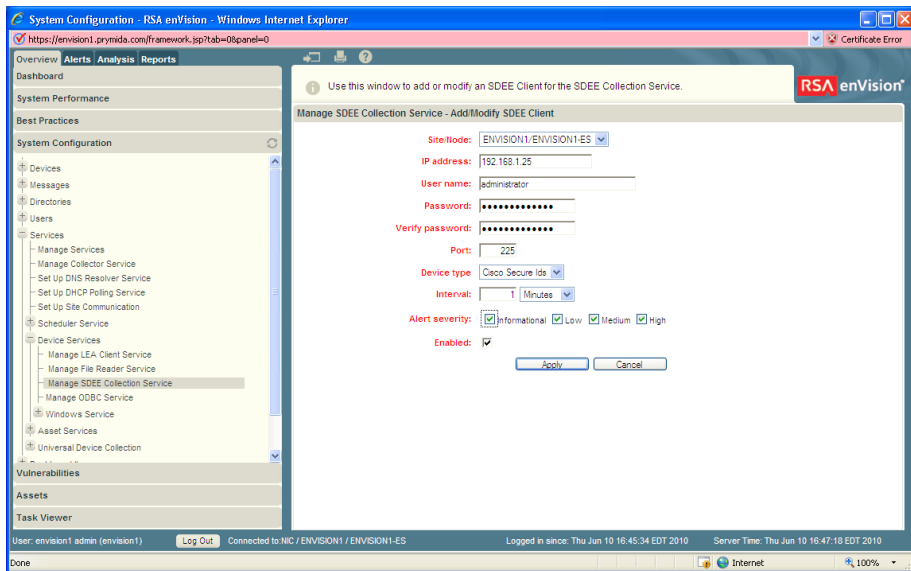 System Configuration - RSA enVision - Windows Internet Explorer
https://envision1.prymida.com/framework.jsp?tab=0&panel=0
Certificate Error
Overview Alerts Analysis Reports
Dashboard
System Performance
Best Practices
System Configuration
Devices
Messages
Directories
Users
Services
Manage Services
Manage Collector Service
Set Up DNS Resolver Service
Set Up DHCP Polling Service
Set Up Site Communication
Scheduler Service
Device Services
Manage LEA Client Service
Manage File Reader Service
Manage SDEE Collection Service
Manage ODBC Service
Windows Service
Asset Services
Universal Device Collection
Vulnerabilities
Assets
Task Viewer
Use this window to add or modify an SDEE Client for the SDEE Collection Service.
RSA enVision
Manage SDEE Collection Service - Add/Modify SDEE Client
Site/Node: ENVISION1/ENVISION1-ES
IP address: 192.168.1.25
User name: administrator
Password: •••••••••••••
Verify password: •••••••••••••
Port: 225
Device type Cisco Secure Ids
Interval: 1 Minutes
Alert severity: Informational Low Medium High
Enabled:
Apply Cancel
User: envision1 admin (envision1) Log Out Connected to:NIC / ENVISION1 / ENVISION1-ES Logged in since: Thu Jun 10 16:45:34 EDT 2010 Server Time: Thu Jun 10 16:47:18 EDT 2010
Done Internet 100%